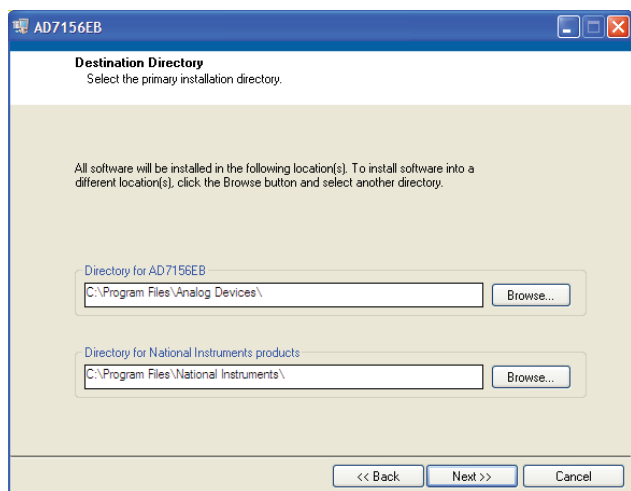 AD7156EB
Destination Directory
Select the primary installation directory.
All software will be installed in the following location(s). To install software into a
different location(s), click the Browse button and select another directory.
Directory for AD7156EB
C:\Program Files\Analog Devices\
Browse...
Directory for National Instruments products
C:\Program Files\National Instruments\
Browse...
<< Back
Next >>
Cancel